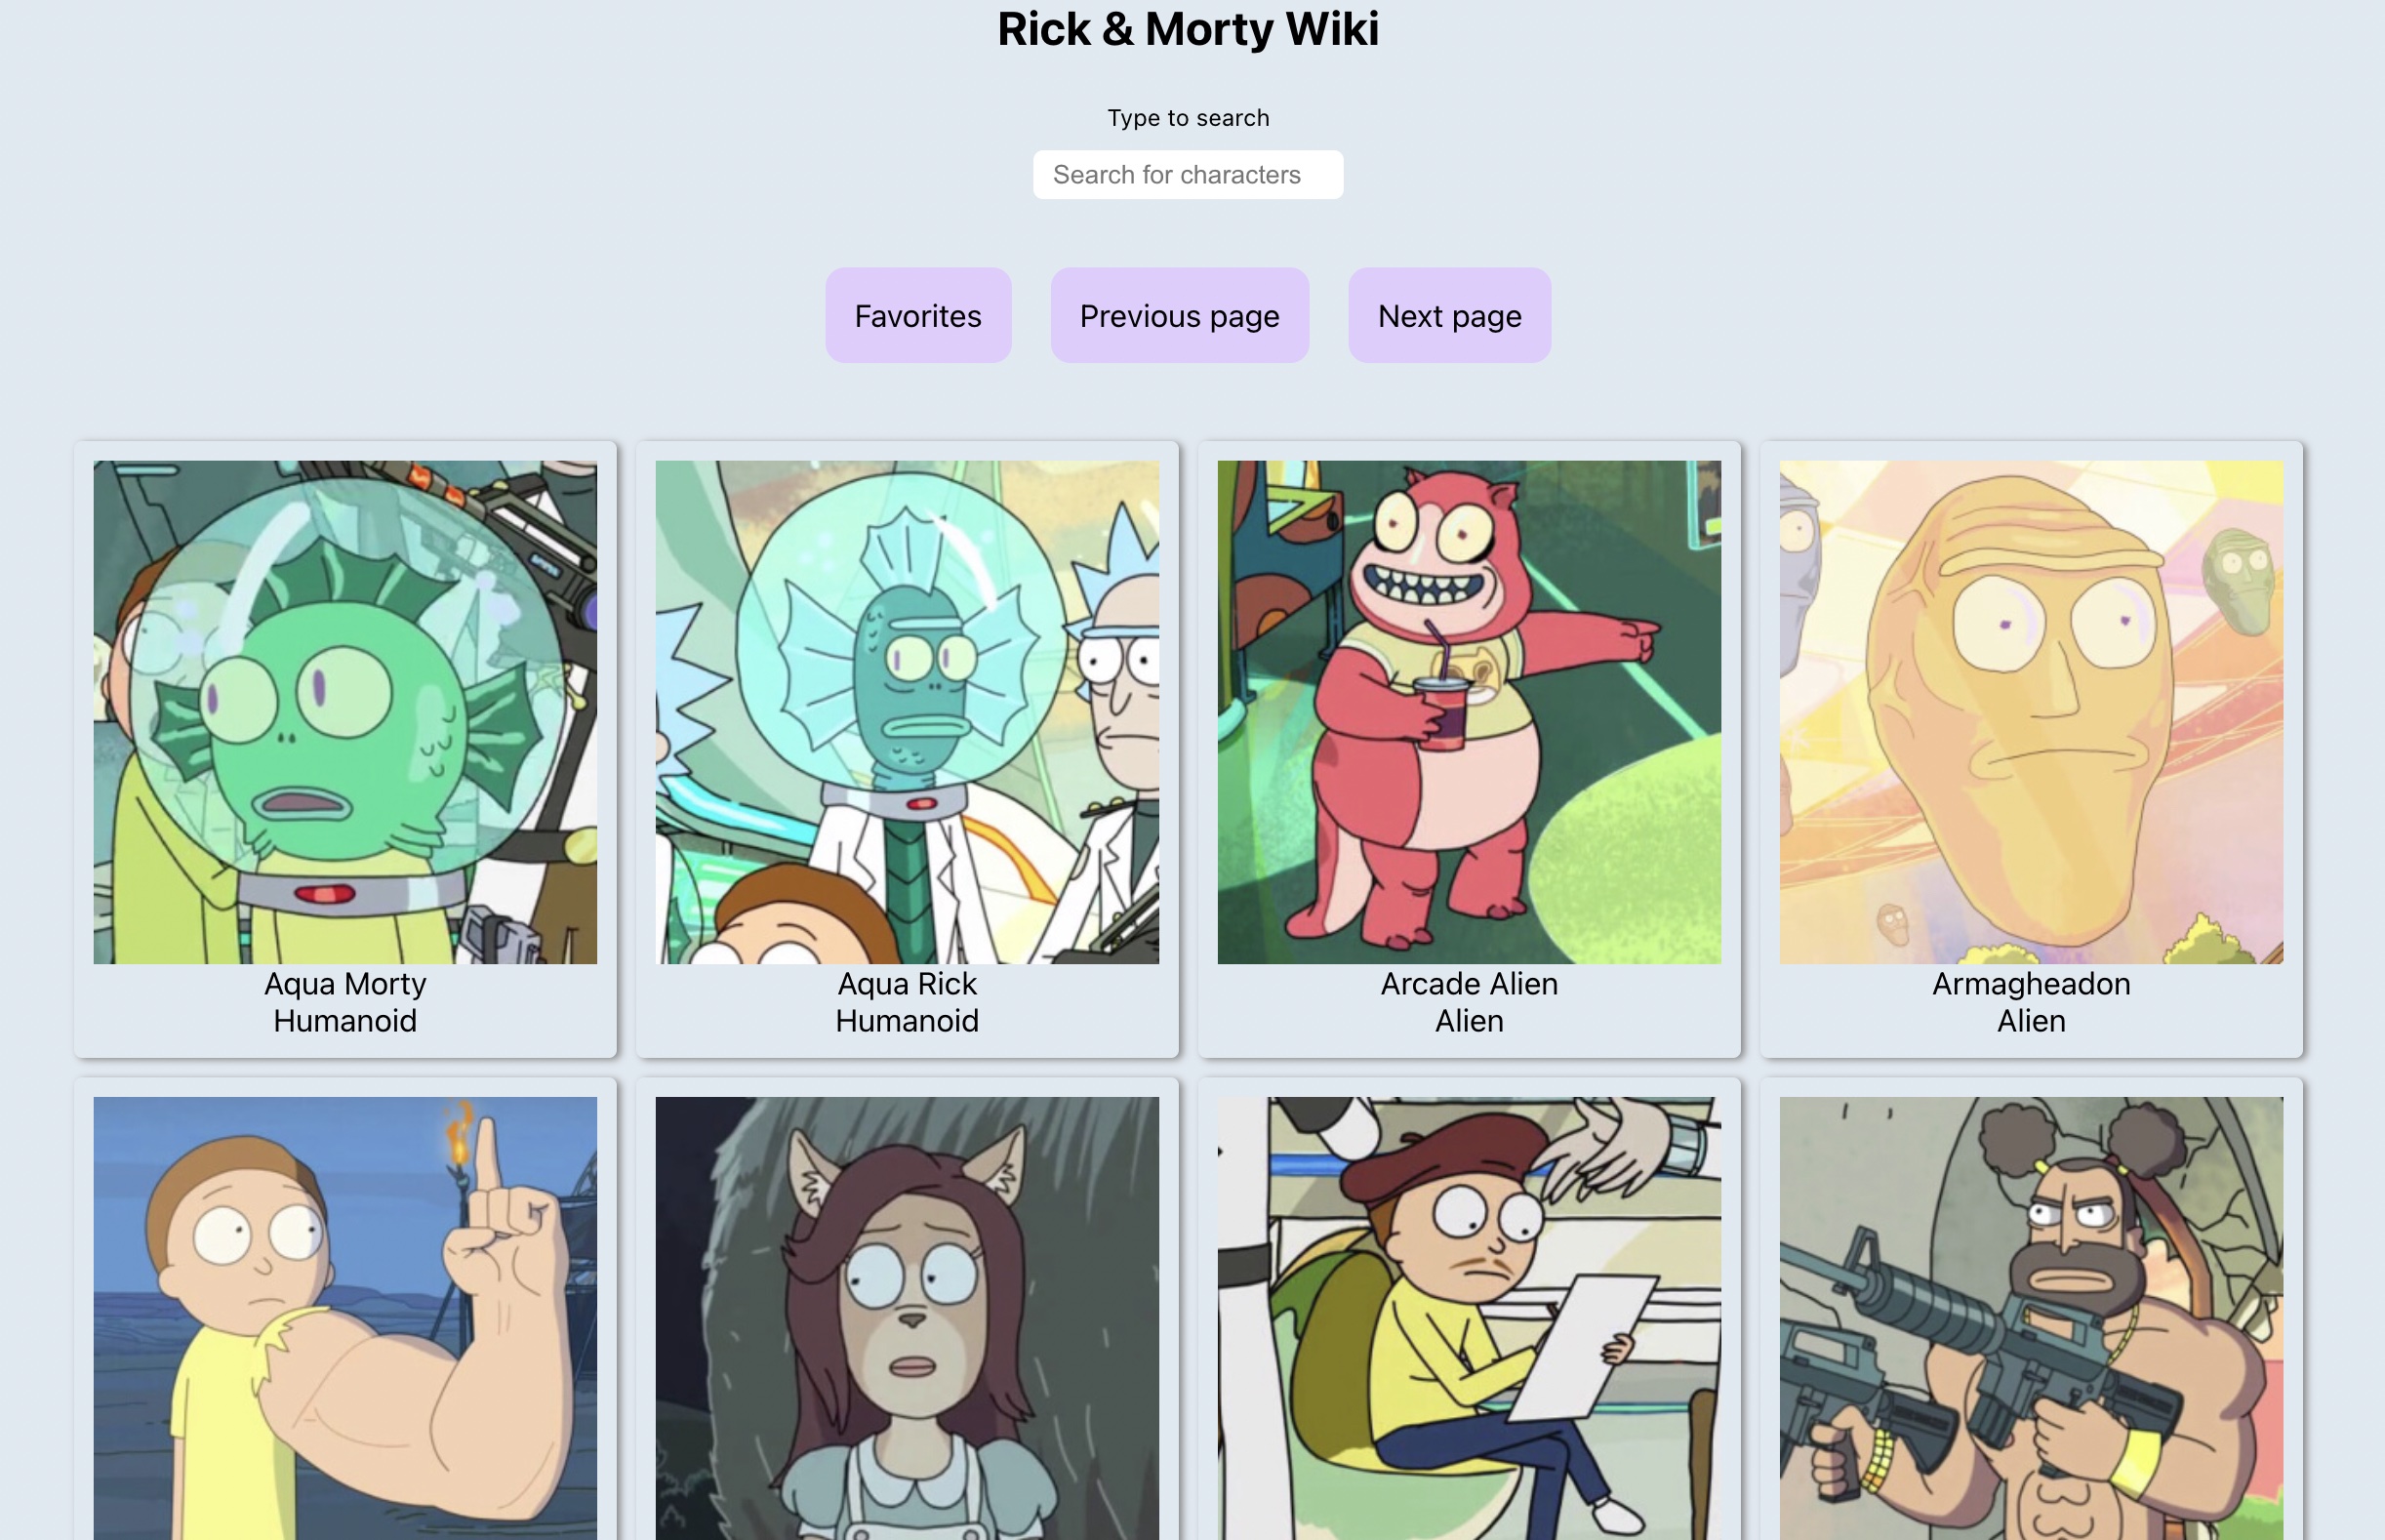 Rick & Morty Wiki
Type to search
Search for characters
Favorites
Previous page
Next page
Aqua Morty
Humanoid
Aqua Rick
Humanoid
Arcade Alien
Alien
Armagheadon
Alien